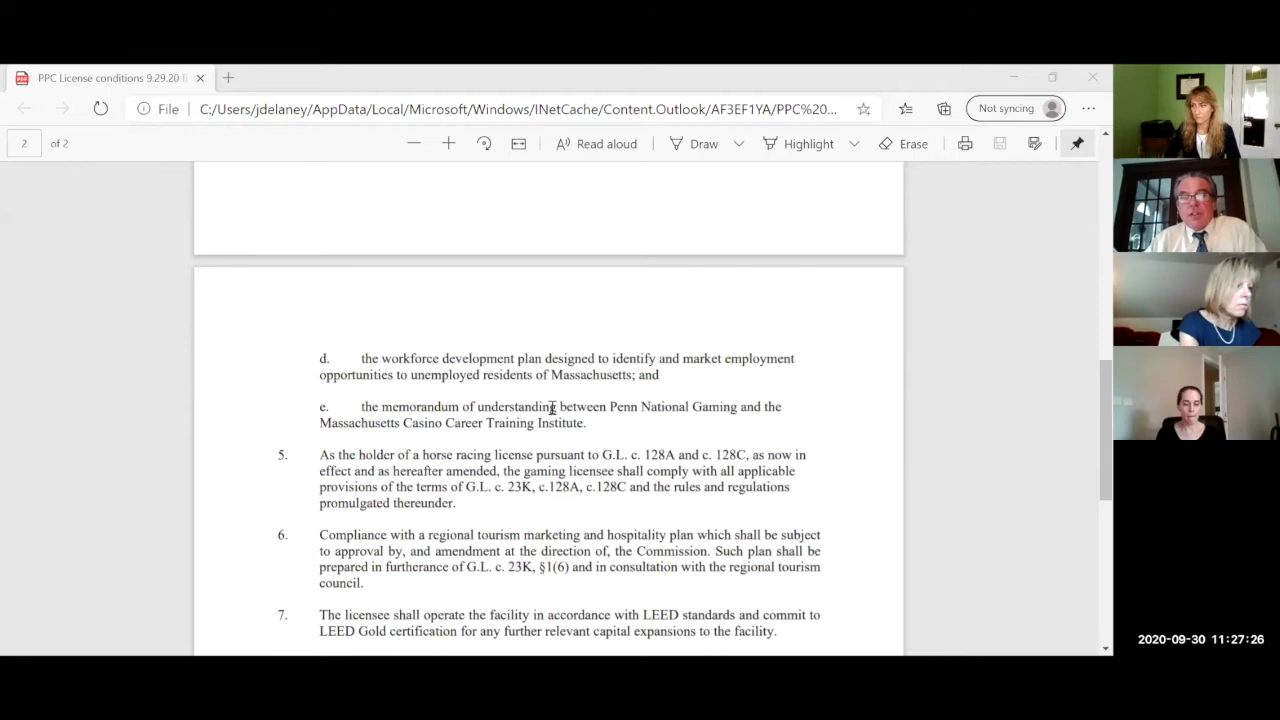 PPC License conditions 9.29.20
Not syncing
File
C:/Users/jdelaney/AppData/Local/Microsoft/Windows/INetCache/Content.Outlook/AF3EF1YA/PPC%20...
2 of 2
Read aloud
Draw
Highlight
Erase
d. the workforce development plan designed to identify and market employment
opportunities to unemployed residents of Massachusetts; and
e. the memorandum of understanding between Penn National Gaming and the
Massachusetts Casino Career Training Institute.
5. As the holder of a horse racing license pursuant to G.L. c. 128A and c. 128C, as now in
effect and as hereafter amended, the gaming licensee shall comply with all applicable
provisions of the terms of G.L. c. 23K, c.128A, c.128C and the rules and regulations
promulgated thereunder.
6. Compliance with a regional tourism marketing and hospitality plan which shall be subject
to approval by, and amendment at the direction of, the Commission. Such plan shall be
prepared in furtherance of G.L. c. 23K, §1(6) and in consultation with the regional tourism
council.
7. The licensee shall operate the facility in accordance with LEED standards and commit to
LEED Gold certification for any further relevant capital expansions to the facility.
2020-09-30 11:27:26